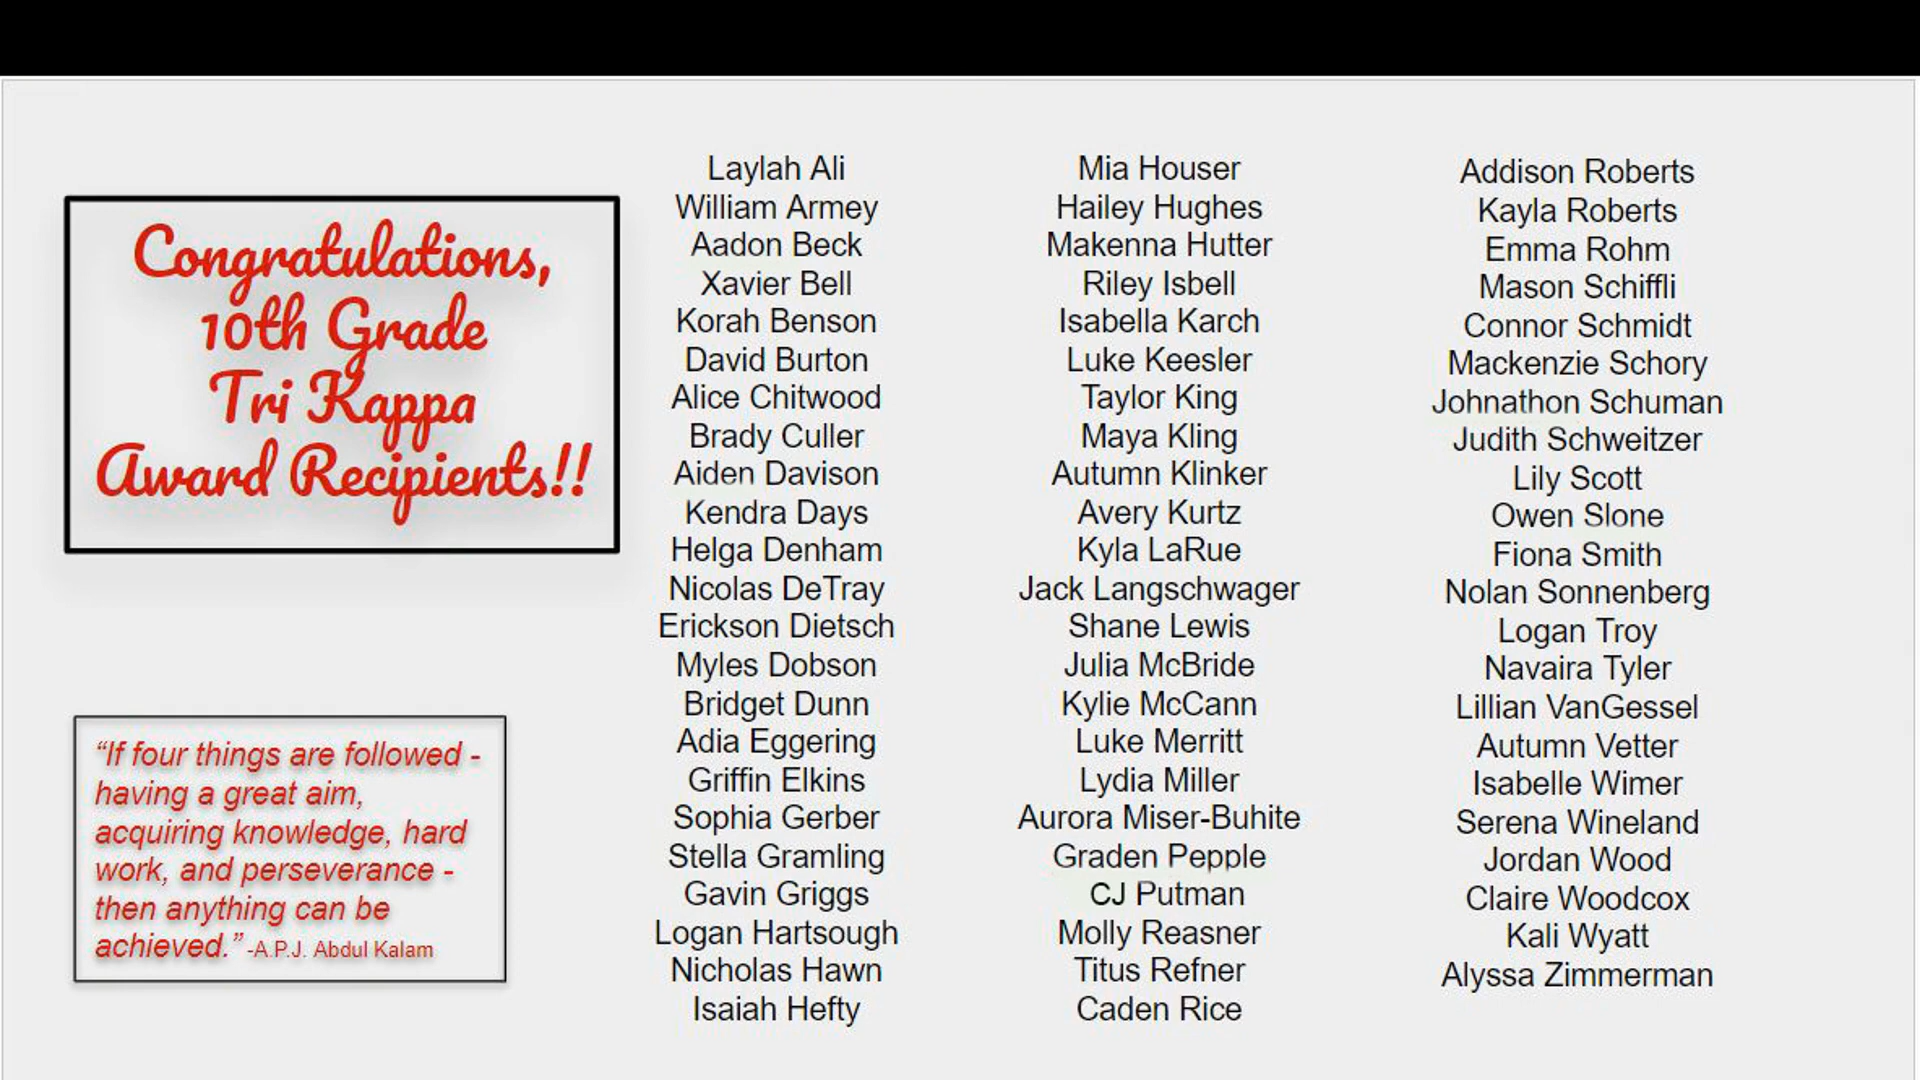 Congratulations,
10th Grade
Tri Kappa
Award Recipients!!
“If four things are followed -
having a great aim,
acquiring knowledge, hard
work, and perseverance -
then anything can be
achieved.” -A.P.J. Abdul Kalam
Laylah Ali
William Armey
Aadon Beck
Xavier Bell
Korah Benson
David Burton
Alice Chitwood
Brady Culler
Aiden Davison
Kendra Days
Helga Denham
Nicolas DeTray
Erickson Dietsch
Myles Dobson
Bridget Dunn
Adia Eggering
Griffin Elkins
Sophia Gerber
Stella Gramling
Gavin Griggs
Logan Hartsough
Nicholas Hawn
Isaiah Hefty
Mia Houser
Hailey Hughes
Makenna Hutter
Riley Isbell
Isabella Karch
Luke Keesler
Taylor King
Maya Kling
Autumn Klinker
Avery Kurtz
Kyla LaRue
Jack Langschwager
Shane Lewis
Julia McBride
Kylie McCann
Luke Merritt
Lydia Miller
Aurora Miser-Buhite
Graden Pepple
CJ Putman
Molly Reasner
Titus Refner
Caden Rice
Addison Roberts
Kayla Roberts
Emma Rohm
Mason Schiffli
Connor Schmidt
Mackenzie Schory
Johnathon Schuman
Judith Schweitzer
Lily Scott
Owen Slone
Fiona Smith
Nolan Sonnenberg
Logan Troy
Navaira Tyler
Lillian VanGessel
Autumn Vetter
Isabelle Wimer
Serena Wineland
Jordan Wood
Claire Woodcox
Kali Wyatt
Alyssa Zimmerman